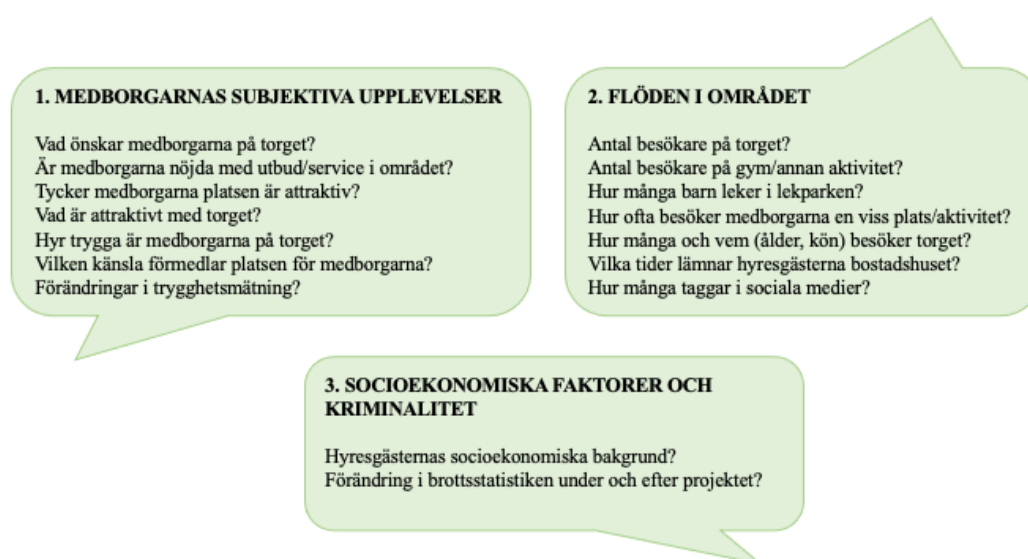 1. MEDBORGARNAS SUBJEKTIVA UPPLEVELSER
Vad önskar medborgarna på torget?
Är medborgarna nöjda med utbud/service i området?
Tycker medborgarna platsen är attraktiv?
Vad är attraktivt med torget?
Hyr trygga är medborgarna på torget?
Vilken känsla förmedlar platsen för medborgarna?
Förändringar i trygghetsmätning?
2. FLÖDEN I OMRÅDET
Antal besökare på torget?
Antal besökare på gym/annan aktivitet?
Hur många barn leker i lekparken?
Hur ofta besöker medborgarna en viss plats/aktivitet?
Hur många och vem (ålder, kön) besöker torget?
Vilka tider lämnar hyresgästerna bostadshuset?
Hur många taggar i sociala medier?
3. SOCIOEKONOMISKA FAKTORER OCH
KRIMINALITET
Hyresgästernas socioekonomiska bakgrund?
Förändring i brottsstatistiken under och efter projektet?